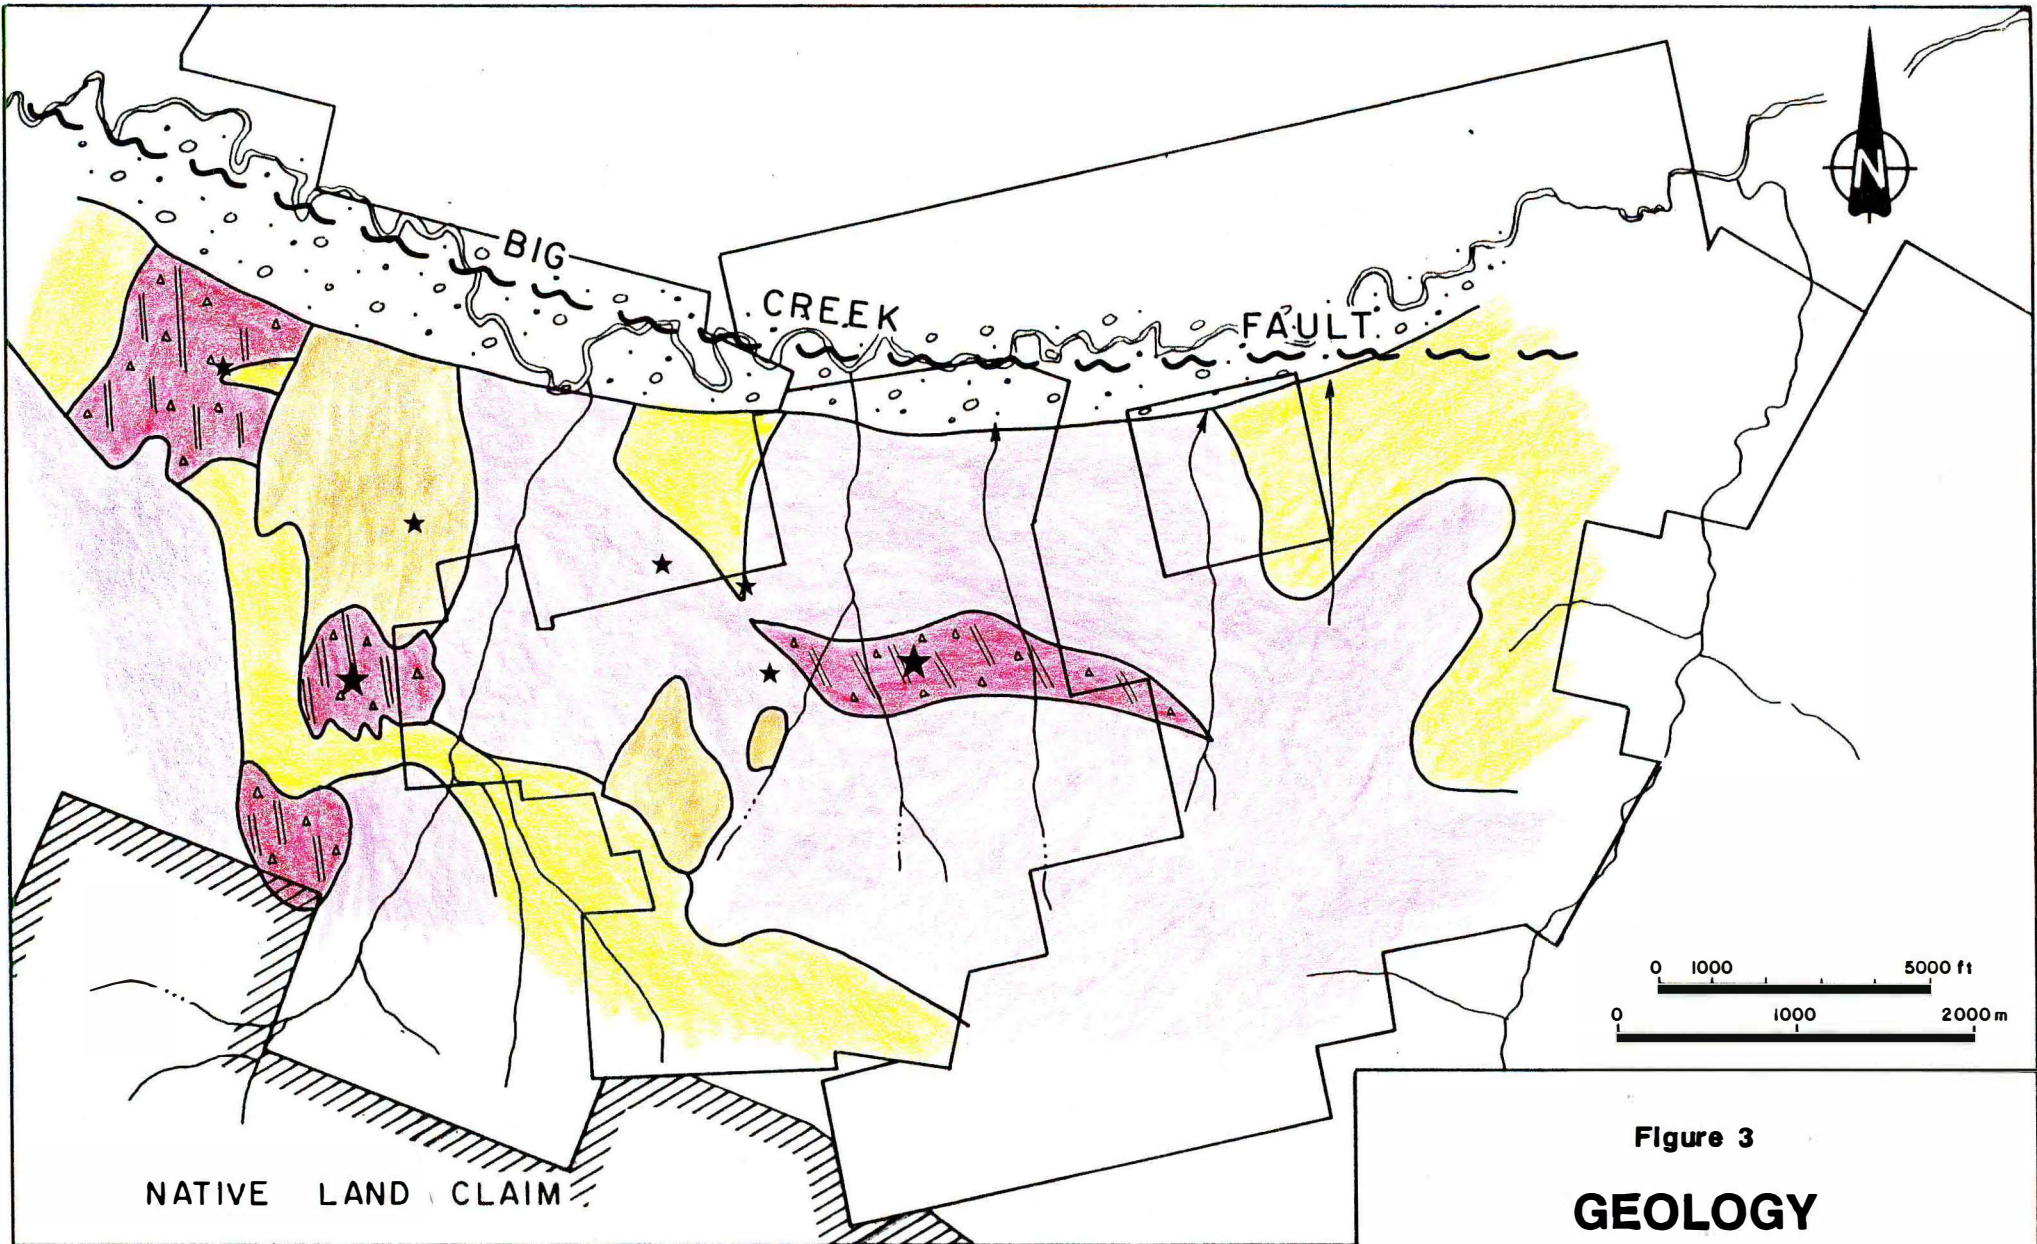 N
BIG
CREEK
FAULT
0 1000 5000 ft
0 1000 2000 m
Figure 3
GEOLOGY
NATIVE LAND CLAIM